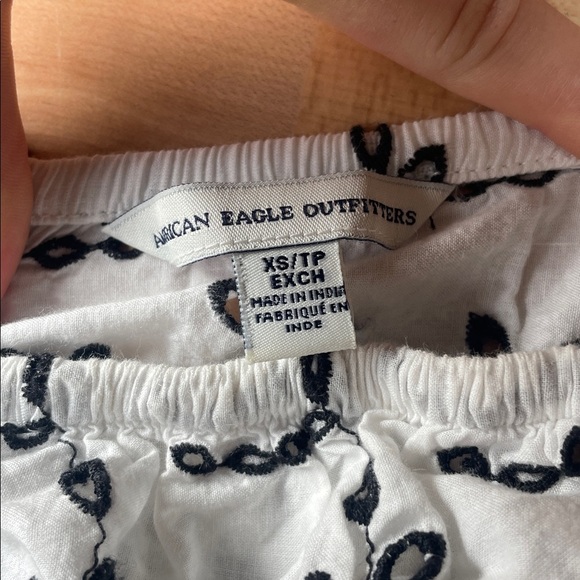 AMERICAN EAGLE OUTFITTERS
XS/TP
EXCH
MADE IN INDIA
FABRIQUÉ EN
INDE